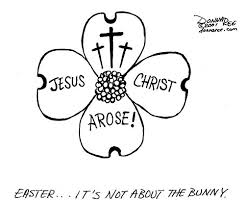 JESUS
CHRIST
AROSE!
EASTER... IT'S NOT ABOUT THE BUNNY.